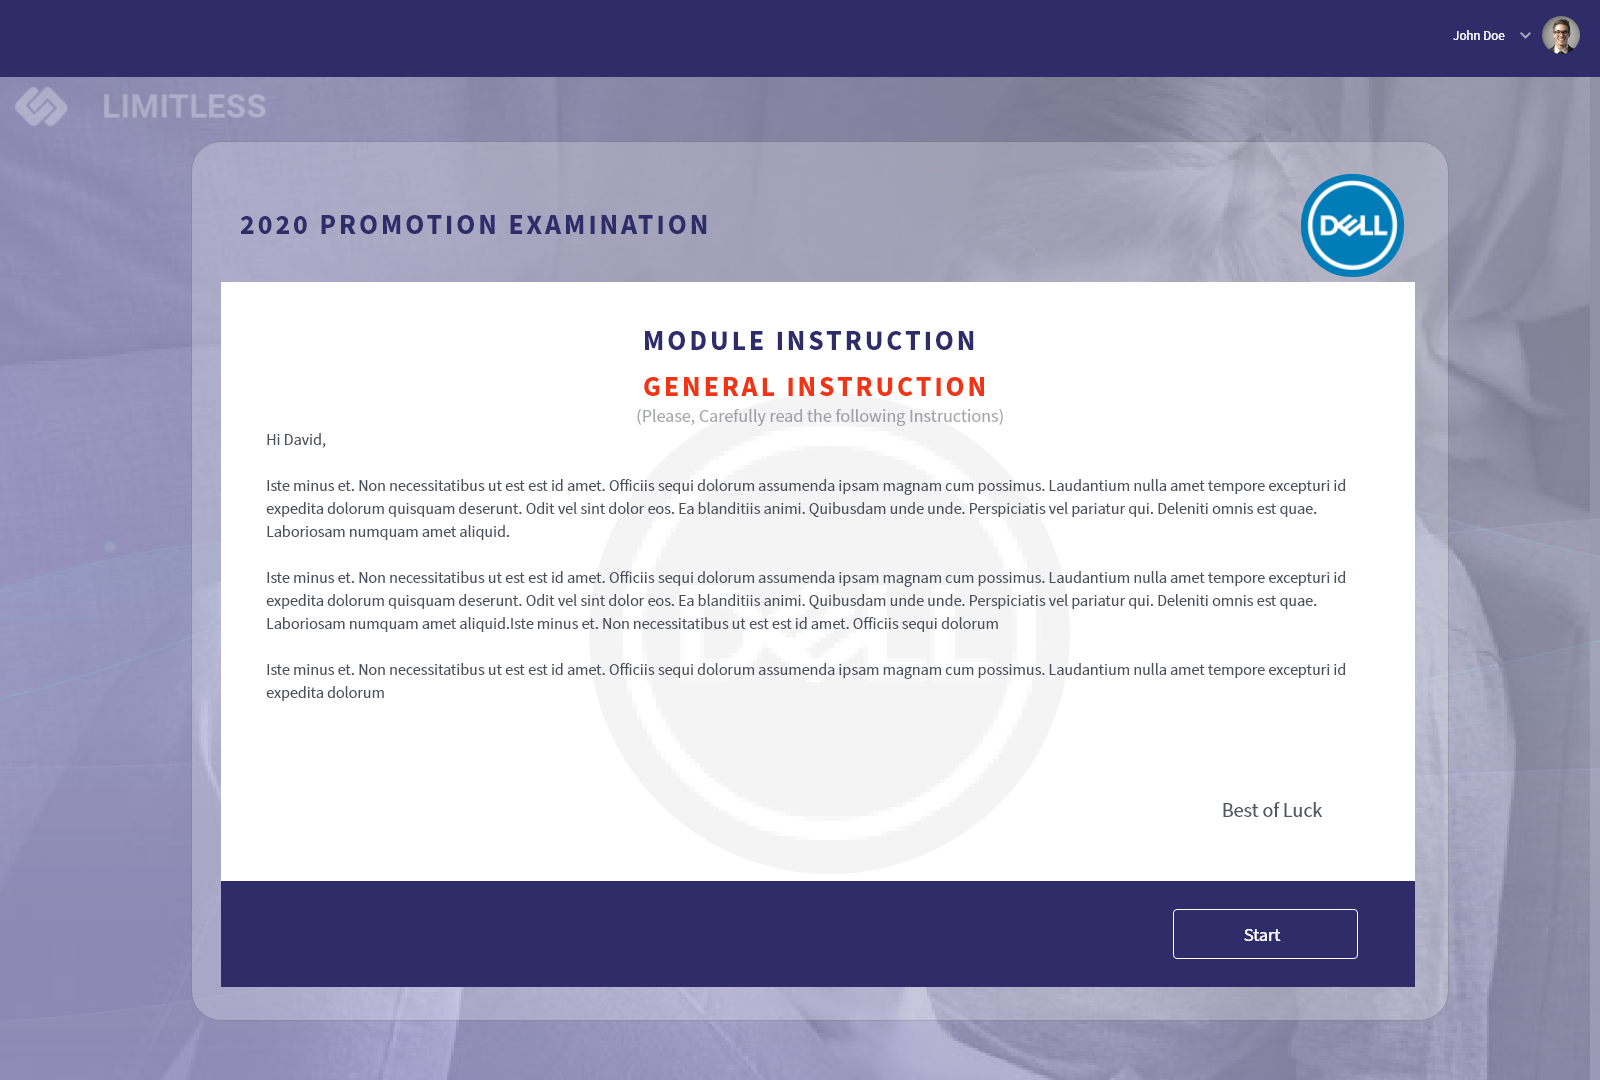 John Doe
LIMITLESS
2020 PROMOTION EXAMINATION
DELL
MODULE INSTRUCTION
GENERAL INSTRUCTION
(Please, Carefully read the following Instructions)
Hi David,
Iste minus et. Non necessitatibus ut est est id amet. Officiis sequi dolorum assumenda ipsam magnam cum possimus. Laudantium nulla amet tempore excepturi id
expedita dolorum quisquam deserunt. Odit vel sint dolor eos. Ea blanditiis animi. Quibusdam unde unde. Perspiciatis vel pariatur qui. Deleniti omnis est quae.
Laboriosam numquam amet aliquid.
Iste minus et. Non necessitatibus ut est est id amet. Officiis sequi dolorum assumenda ipsam magnam cum possimus. Laudantium nulla amet tempore excepturi id
expedita dolorum quisquam deserunt. Odit vel sint dolor eos. Ea blanditiis animi. Quibusdam unde unde. Perspiciatis vel pariatur qui. Deleniti omnis est quae.
Laboriosam numquam amet aliquid.Iste minus et. Non necessitatibus ut est est id amet. Officiis sequi dolorum
DELL
Iste minus et. Non necessitatibus ut est est id amet. Officiis sequi dolorum assumenda ipsam magnam cum possimus. Laudantium nulla amet tempore excepturi id
expedita dolorum
Best of Luck
Start